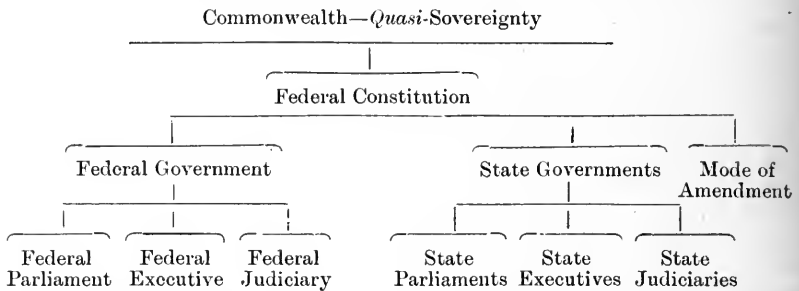 Commonwealth—Quasi-Sovereignty
Federal Constitution
Federal Government State Governments Mode of
Amendment
Federal Federal Federal State State State
Parliament Executive Judiciary Parliaments Executives Judiciaries